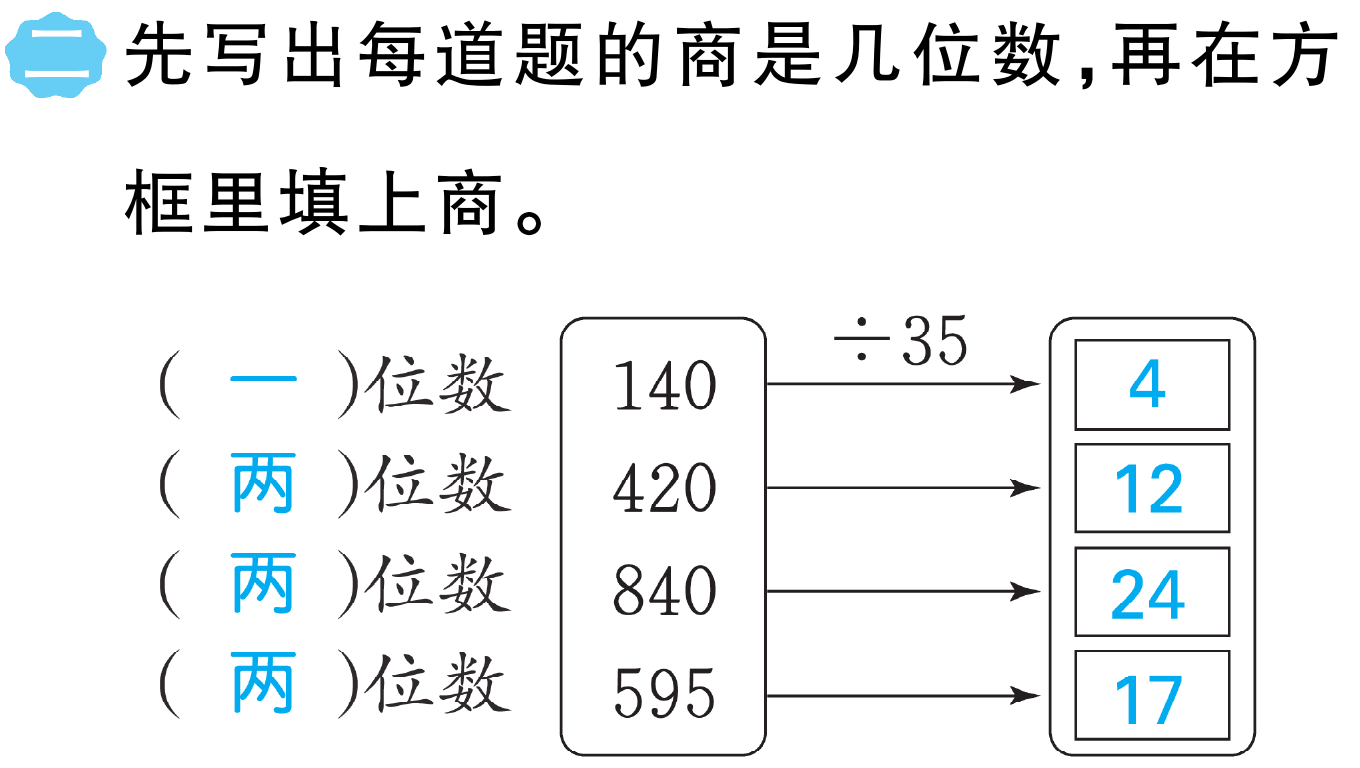 二 先写出每道题的商是几位数,再在方
框里填上商。
÷35
( 一 )位数 140 4
( 两 )位数 420 12
( 两 )位数 840 24
( 两 )位数 595 17